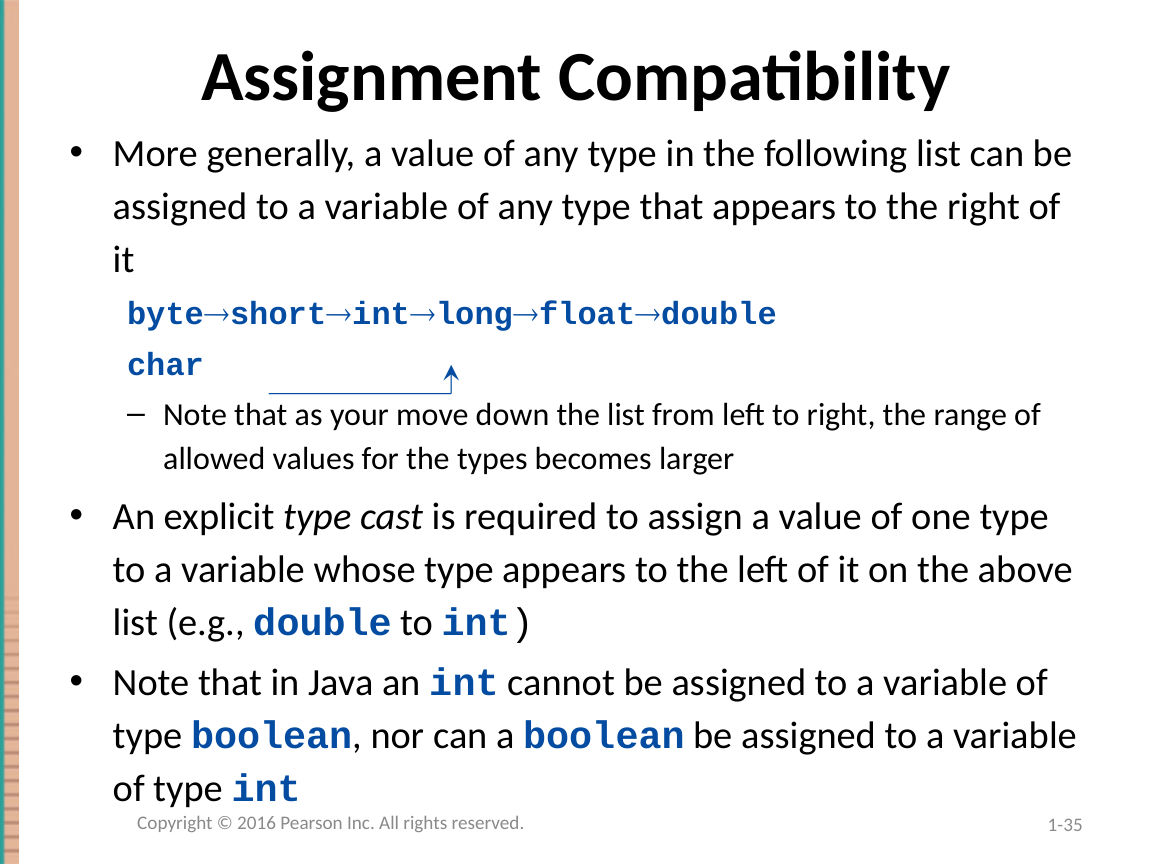 Assignment Compatibility
• More generally, a value of any type in the following list can be
assigned to a variable of any type that appears to the right of
it
byte→short→int→long→float→double
char
– Note that as your move down the list from left to right, the range of
allowed values for the types becomes larger
• An explicit type cast is required to assign a value of one type
to a variable whose type appears to the left of it on the above
list (e.g., double to int)
• Note that in Java an int cannot be assigned to a variable of
type boolean, nor can a boolean be assigned to a variable
of type int
Copyright © 2016 Pearson Inc. All rights reserved.
1-35